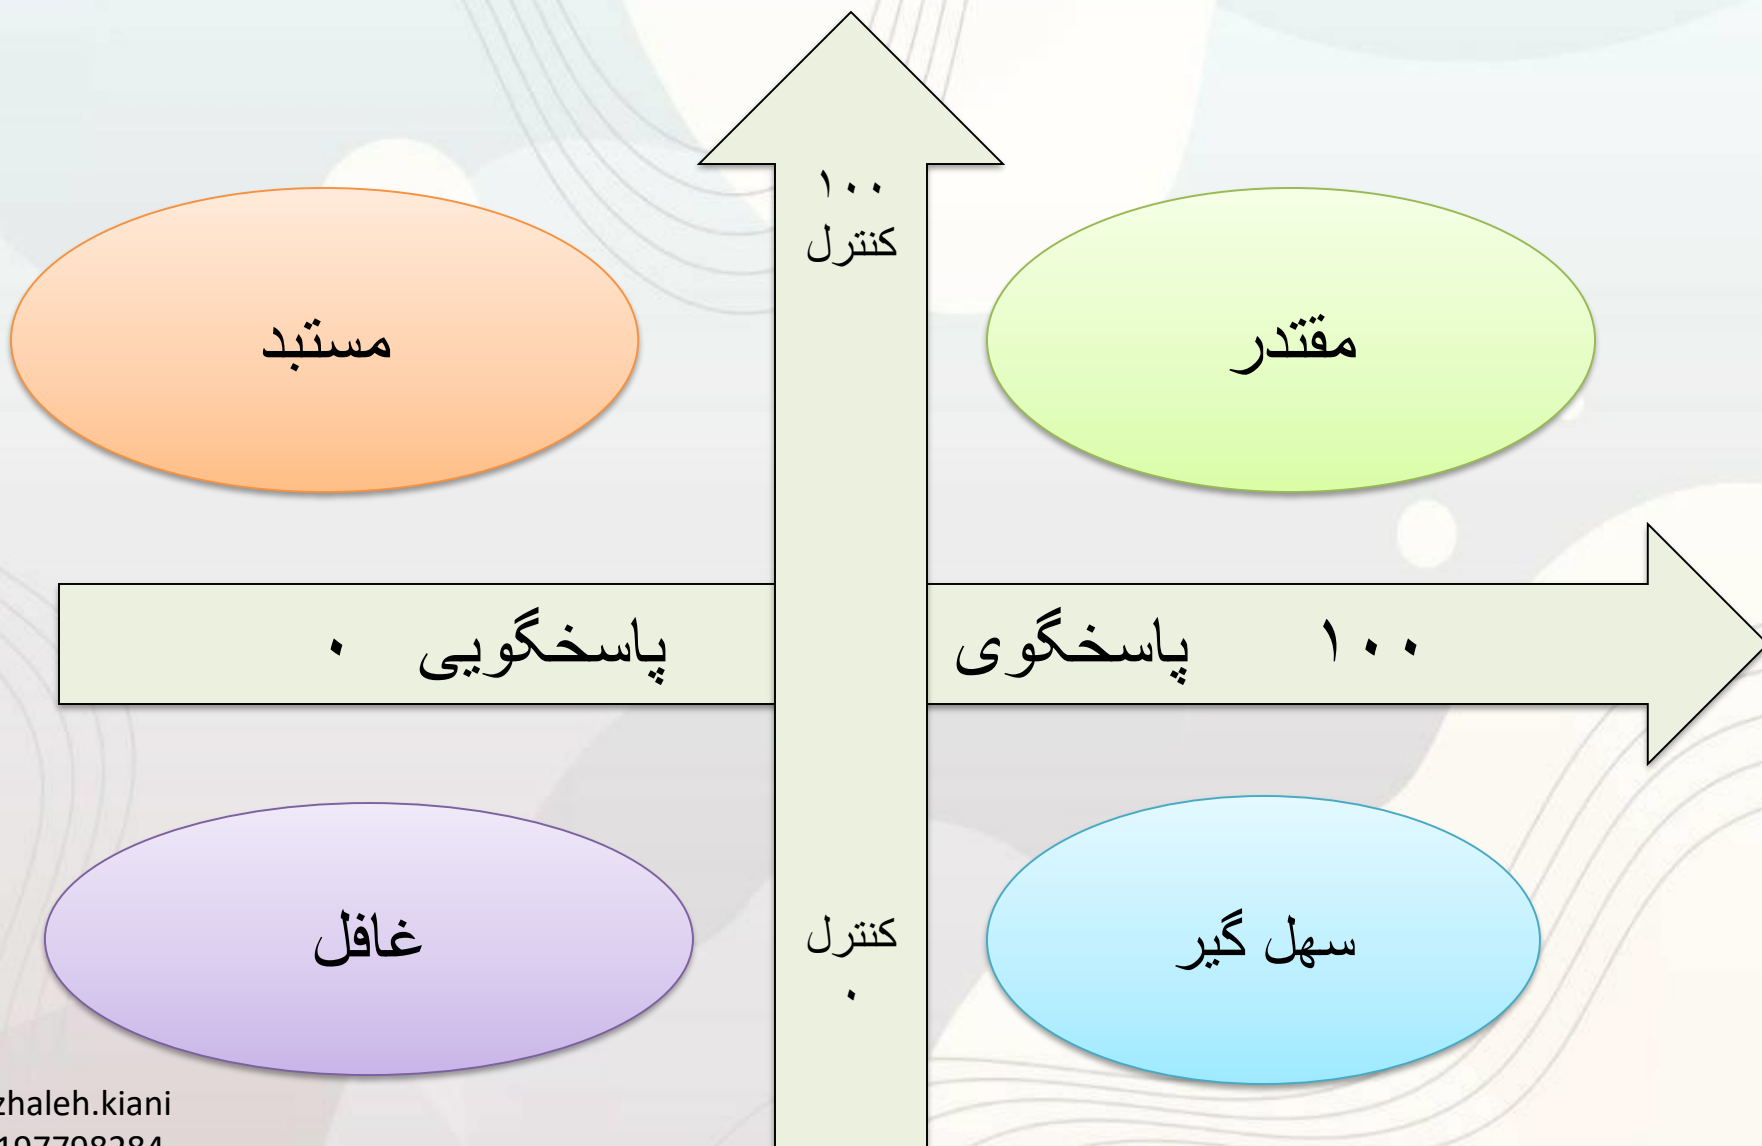 ۱۰۰
کنترل
مقتدر
مستبد
پاسخگویی ۰
پاسخگوی ۱۰۰
غافل
سهل گیر
کنترل
۰
zhaleh.kiani